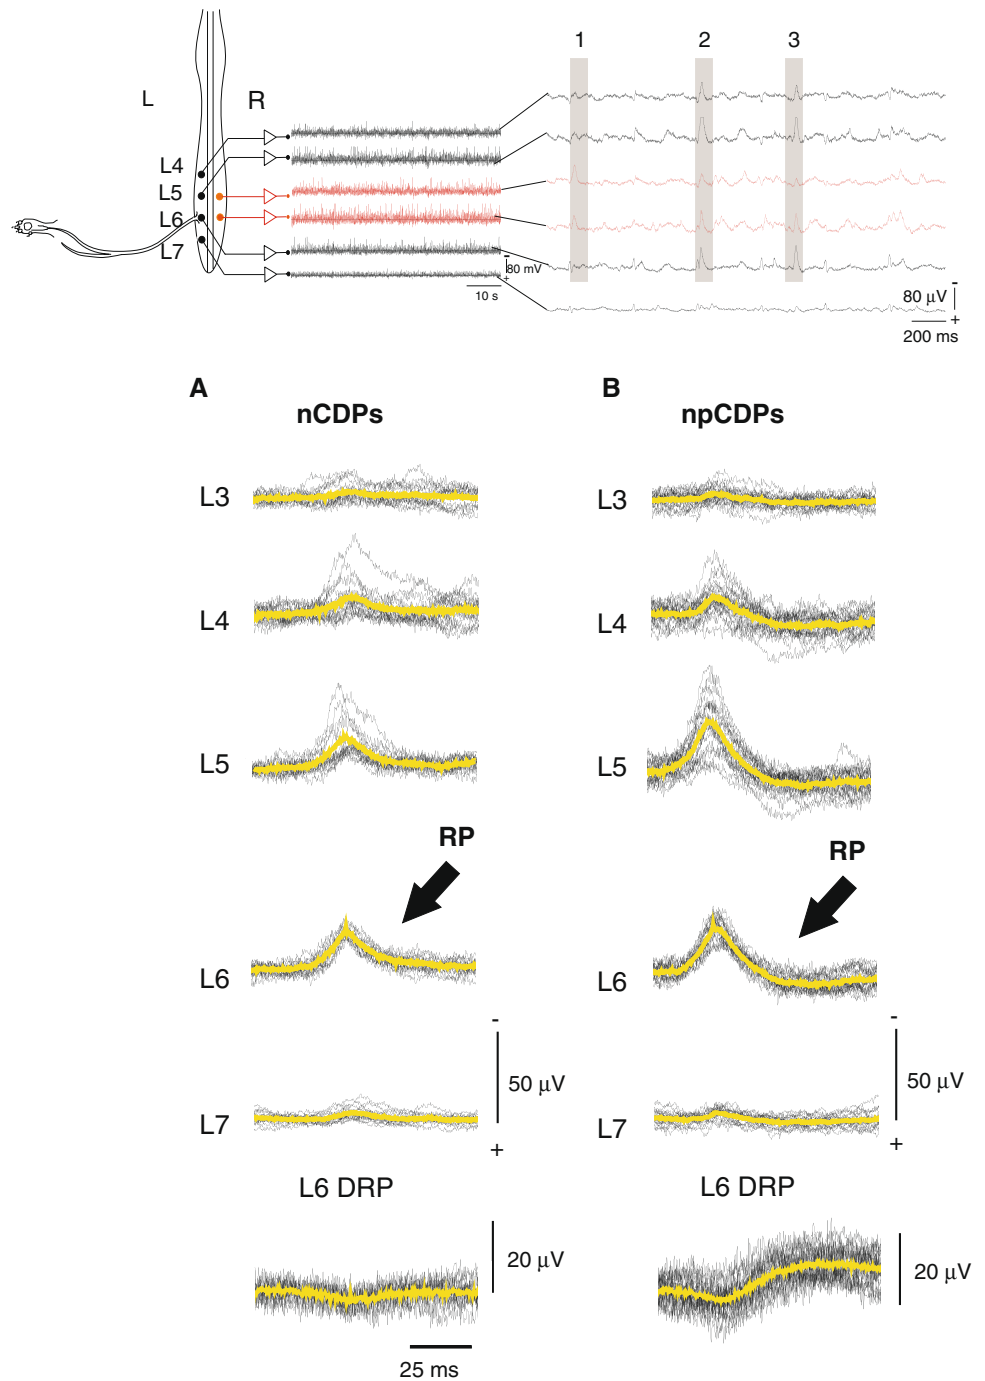 1
2
3
L
R
L4
L5
L6
L7
-
80 mV
+
10 s
-
80 µV
+
200 ms
A
nCDPs
L3
L4
L5
RP
L6
-
50 µV
L7
+
L6 DRP
20 µV
25 ms
B
npCDPs
L3
L4
L5
RP
L6
-
50 µV
L7
+
L6 DRP
20 µV